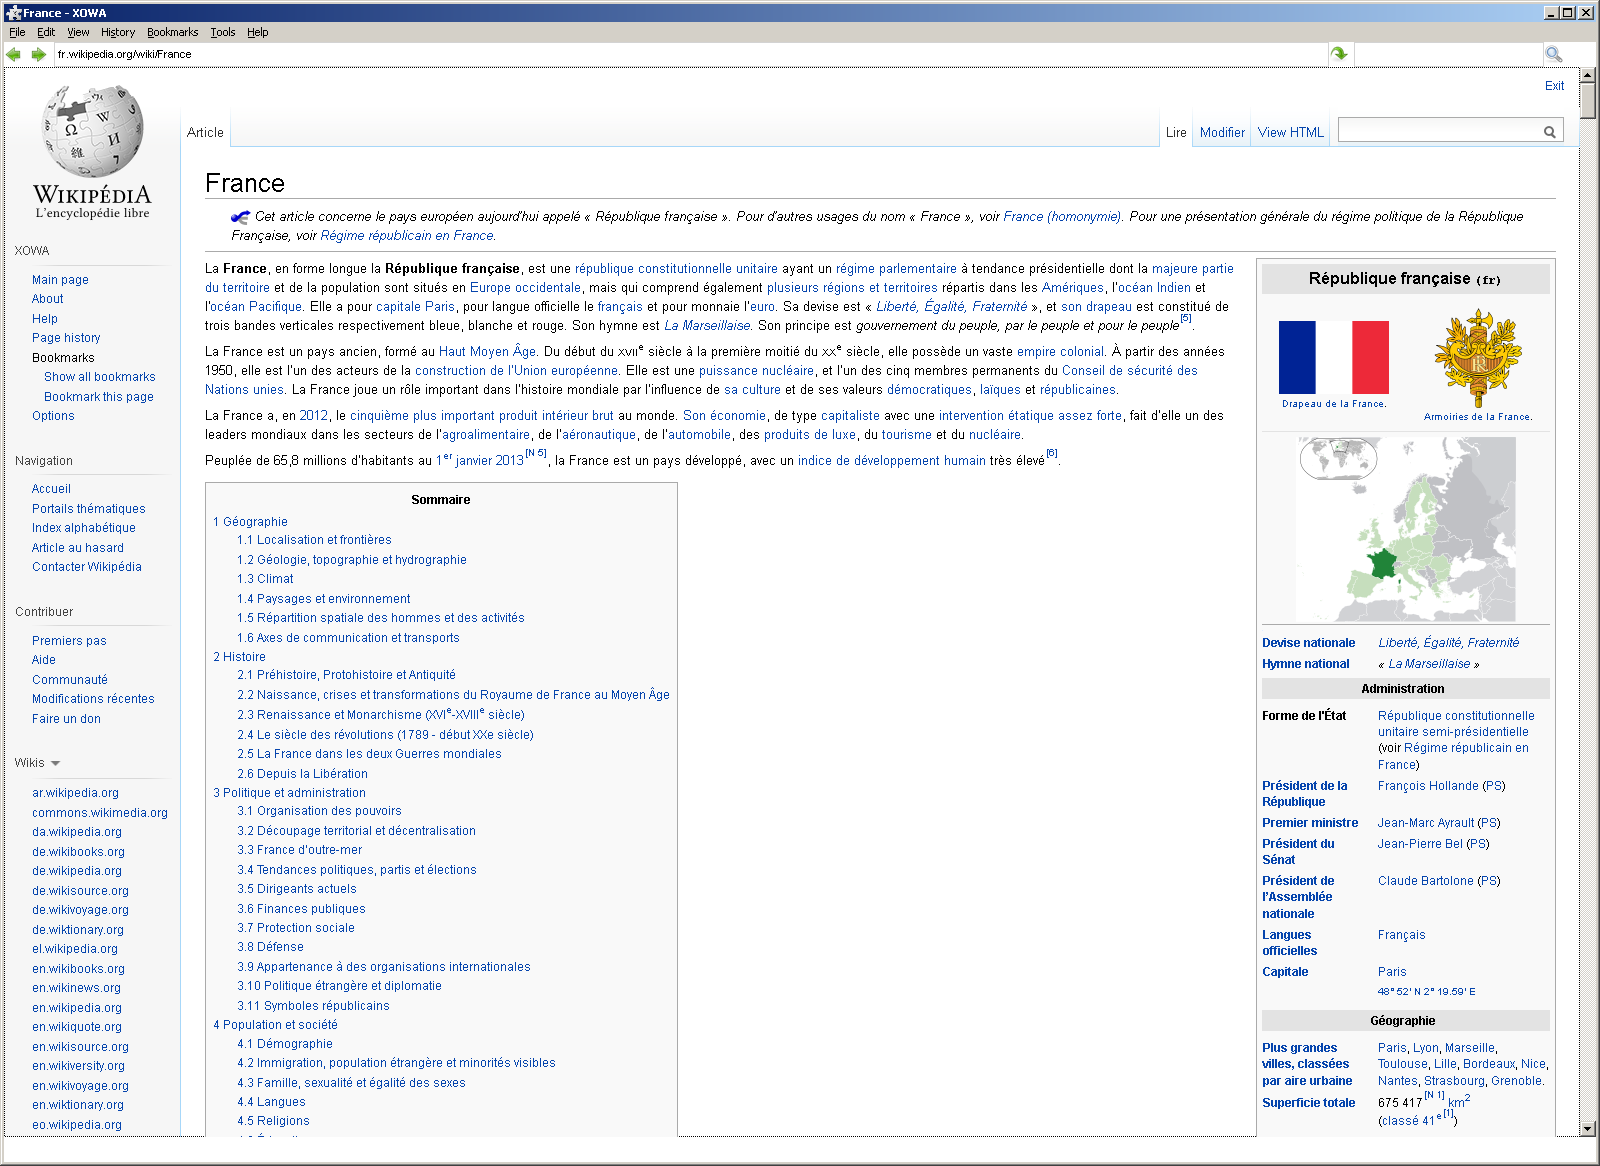 France - XOWA
File Edit View History Bookmarks Tools Help
fr.wikipedia.org/wiki/France
Exit
WIKIPÉDIA
L'encyclopédie libre
XOWA
Main page
About
Help
Page history
Bookmarks
Show all bookmarks
Bookmark this page
Options
Navigation
Accueil
Portails thématiques
Index alphabétique
Article au hasard
Contacter Wikipédia
Contribuer
Premiers pas
Aide
Communauté
Modifications récentes
Faire un don
Wikis
ar.wikipedia.org
commons.wikimedia.org
da.wikipedia.org
de.wikibooks.org
de.wikipedia.org
de.wikisource.org
de.wikivoyage.org
de.wiktionary.org
el.wikipedia.org
en.wikibooks.org
en.wikinews.org
en.wikipedia.org
en.wikiquote.org
en.wikisource.org
en.wikiversity.org
en.wikivoyage.org
en.wiktionary.org
eo.wikipedia.org
Article Lire Modifier View HTML
France
Cet article concerne le pays européen aujourd'hui appelé « République française ». Pour d'autres usages du nom « France », voir France (homonymie). Pour une présentation générale du régime politique de la République
Française, voir Régime républicain en France.
La France, en forme longue la République française, est une république constitutionnelle unitaire ayant un régime parlementaire à tendance présidentielle dont la majeure partie
du territoire et de la population sont situés en Europe occidentale, mais qui comprend également plusieurs régions et territoires répartis dans les Amériques, l'océan Indien et
l'océan Pacifique. Elle a pour capitale Paris, pour langue officielle le français et pour monnaie l'euro. Sa devise est « Liberté, Égalité, Fraternité », et son drapeau est constitué de
trois bandes verticales respectivement bleue, blanche et rouge. Son hymne est La Marseillaise. Son principe est gouvernement du peuple, par le peuple et pour le peuple[5].
La France est un pays ancien, formé au Haut Moyen Âge. Du début du XVIIe siècle à la première moitié du XXe siècle, elle possède un vaste empire colonial. À partir des années
1950, elle est l'un des acteurs de la construction de l'Union européenne. Elle est une puissance nucléaire, et l'un des cinq membres permanents du Conseil de sécurité des
Nations unies. La France joue un rôle important dans l'histoire mondiale par l'influence de sa culture et de ses valeurs démocratiques, laïques et républicaines.
La France a, en 2012, le cinquième plus important produit intérieur brut au monde. Son économie, de type capitaliste avec une intervention étatique assez forte, fait d'elle un des
leaders mondiaux dans les secteurs de l'agroalimentaire, de l'aéronautique, de l'automobile, des produits de luxe, du tourisme et du nucléaire.
Peuplée de 65,8 millions d'habitants au 1er janvier 2013[N 5], la France est un pays développé, avec un indice de développement humain très élevé[6].
Sommaire
1 Géographie
1.1 Localisation et frontières
1.2 Géologie, topographie et hydrographie
1.3 Climat
1.4 Paysages et environnement
1.5 Répartition spatiale des hommes et des activités
1.6 Axes de communication et transports
2 Histoire
2.1 Préhistoire, Protohistoire et Antiquité
2.2 Naissance, crises et transformations du Royaume de France au Moyen Âge
2.3 Renaissance et Monarchisme (XVIe-XVIIIe siècle)
2.4 Le siècle des révolutions (1789 - début XXe siècle)
2.5 La France dans les deux Guerres mondiales
2.6 Depuis la Libération
3 Politique et administration
3.1 Organisation des pouvoirs
3.2 Découpage territorial et décentralisation
3.3 France d'outre-mer
3.4 Tendances politiques, partis et élections
3.5 Dirigeants actuels
3.6 Finances publiques
3.7 Protection sociale
3.8 Défense
3.9 Appartenance à des organisations internationales
3.10 Politique étrangère et diplomatie
3.11 Symboles républicains
4 Population et société
4.1 Démographie
4.2 Immigration, population étrangère et minorités visibles
4.3 Famille, sexualité et égalité des sexes
4.4 Langues
4.5 Religions
République française (fr)
Drapeau de la France.
Armoiries de la France.
Devise nationale Liberté, Égalité, Fraternité
Hymne national « La Marseillaise »
Administration
Forme de l'État République constitutionnelle
unitaire semi-présidentielle
(voir Régime républicain en
France)
Président de la François Hollande (PS)
République
Premier ministre Jean-Marc Ayrault (PS)
Président du Jean-Pierre Bel (PS)
Sénat
Président de Claude Bartolone (PS)
l'Assemblée
nationale
Langues Français
officielles
Capitale Paris
48° 52' N 2° 19.59' E
Géographie
Plus grandes Paris, Lyon, Marseille,
villes, classées Toulouse, Lille, Bordeaux, Nice,
par aire urbaine Nantes, Strasbourg, Grenoble.
Superficie totale 675 417[N 1] km2
(classé 41e[1])